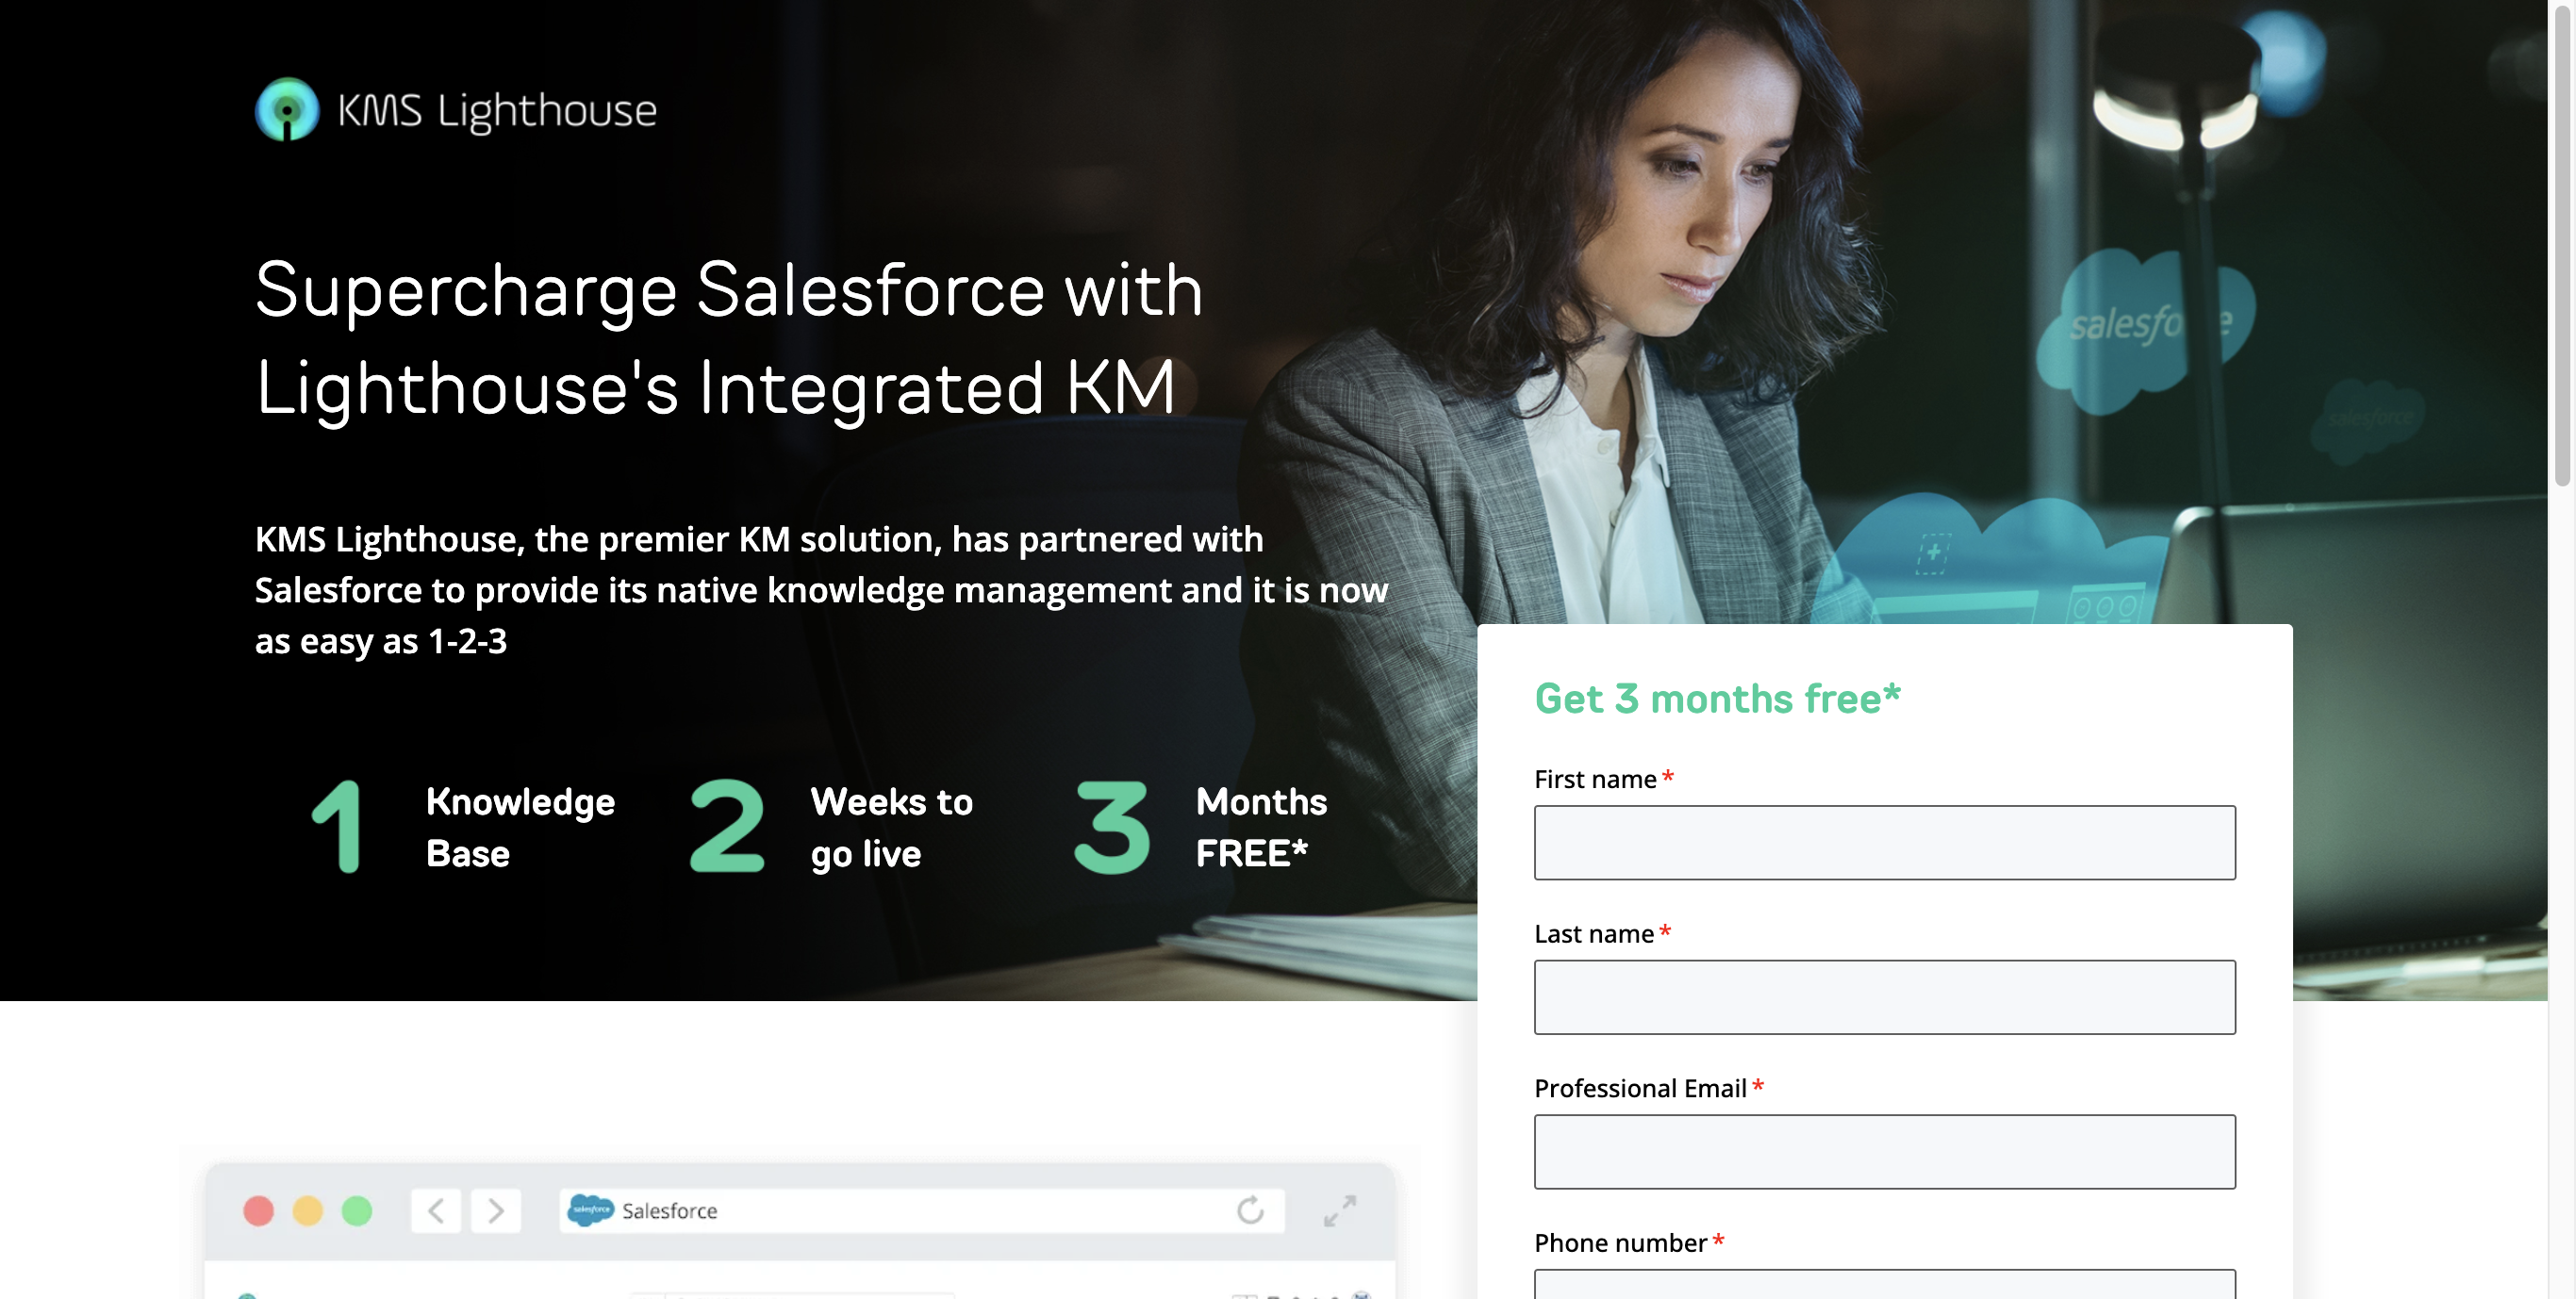 KMS Lighthouse
Supercharge Salesforce with
Lighthouse's Integrated KM
KMS Lighthouse, the premier KM solution, has partnered with
Salesforce to provide its native knowledge management and it is now
as easy as 1-2-3
1 Knowledge
Base
2 Weeks to
go live
3 Months
FREE*
salesfo e
salesforce
Get 3 months free*
First name *
Last name *
Professional Email *
Phone number *
salesforce Salesforce